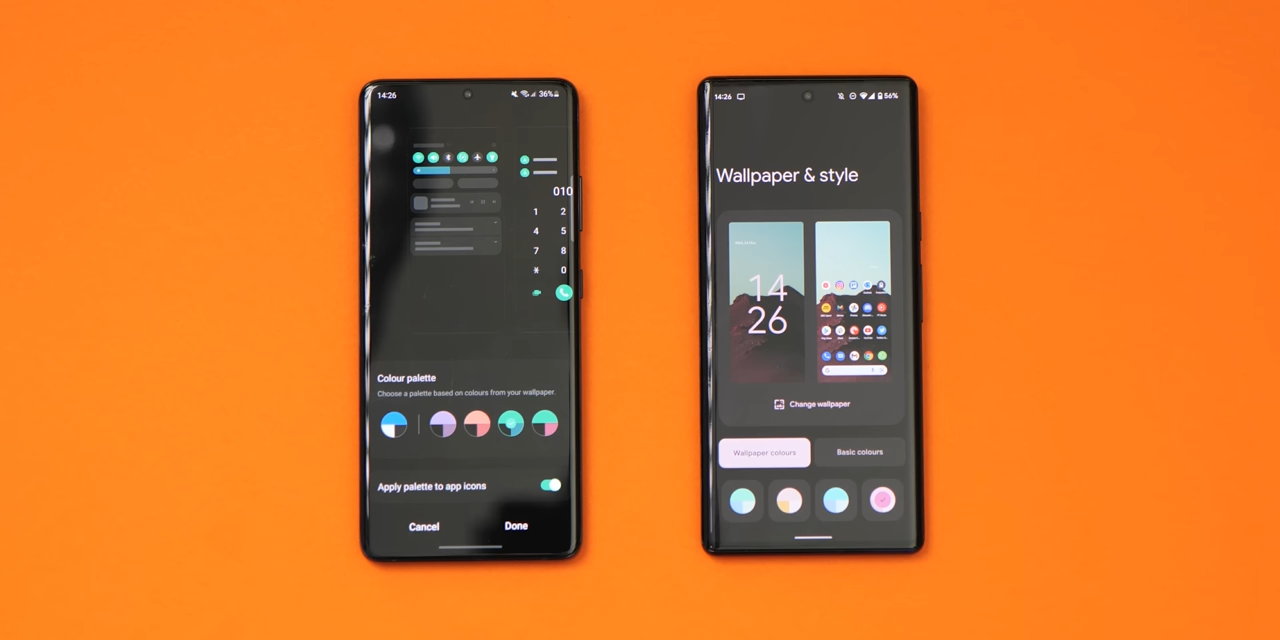 14:26
36%
010
1 2
4 5
7 8
* 0
Colour palette
Choose a palette based on colours from your wallpaper.
Apply palette to app icons
Cancel Done
14:26
56%
Wallpaper & style
14
26
Change wallpaper
Wallpaper colours Basic colours